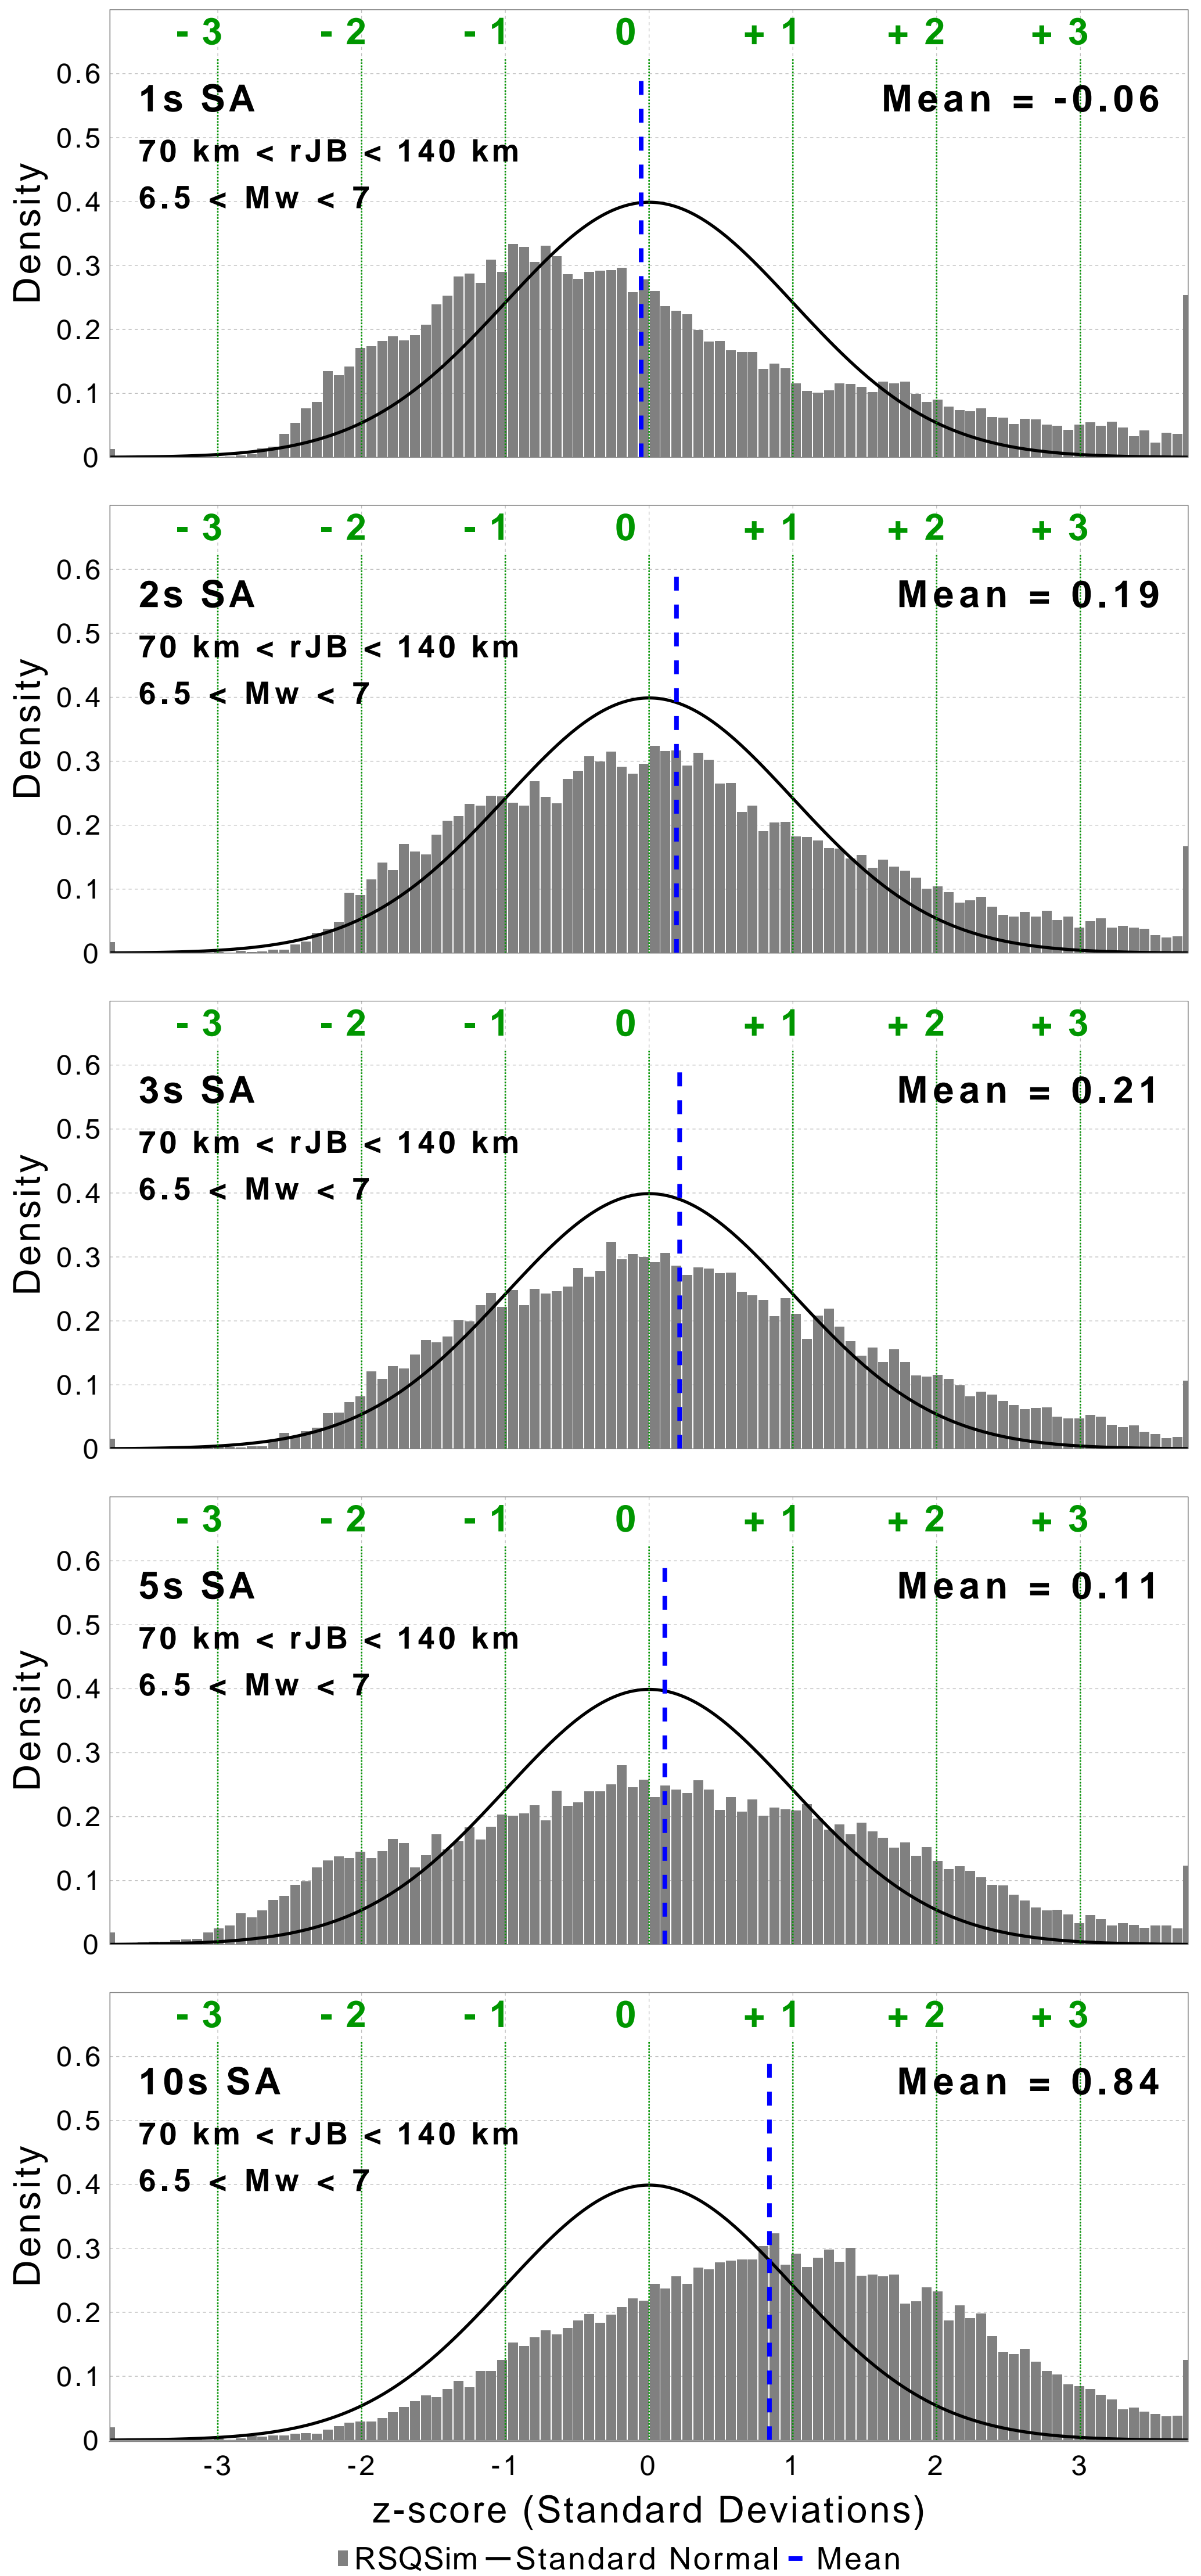 - 3 - 2 - 1 0 + 1 + 2 + 3
0.6
1s SA Mean = -0.06
0.5
70 km < rJB < 140 km
6.5 < Mw < 7
0.4
Density
0.3
0.2
0.1
0
- 3 - 2 - 1 0 + 1 + 2 + 3
0.6
2s SA Mean = 0.19
0.5
70 km < rJB < 140 km
6.5 < Mw < 7
0.4
Density
0.3
0.2
0.1
0
- 3 - 2 - 1 0 + 1 + 2 + 3
0.6
3s SA Mean = 0.21
0.5
70 km < rJB < 140 km
6.5 < Mw < 7
0.4
Density
0.3
0.2
0.1
0
- 3 - 2 - 1 0 + 1 + 2 + 3
0.6
5s SA Mean = 0.11
0.5
70 km < rJB < 140 km
6.5 < Mw < 7
0.4
Density
0.3
0.2
0.1
0
- 3 - 2 - 1 0 + 1 + 2 + 3
0.6
10s SA Mean = 0.84
0.5
70 km < rJB < 140 km
6.5 < Mw < 7
0.4
Density
0.3
0.2
0.1
0
-3 -2 -1 0 1 2 3
z-score (Standard Deviations)
RSQSim Standard Normal Mean